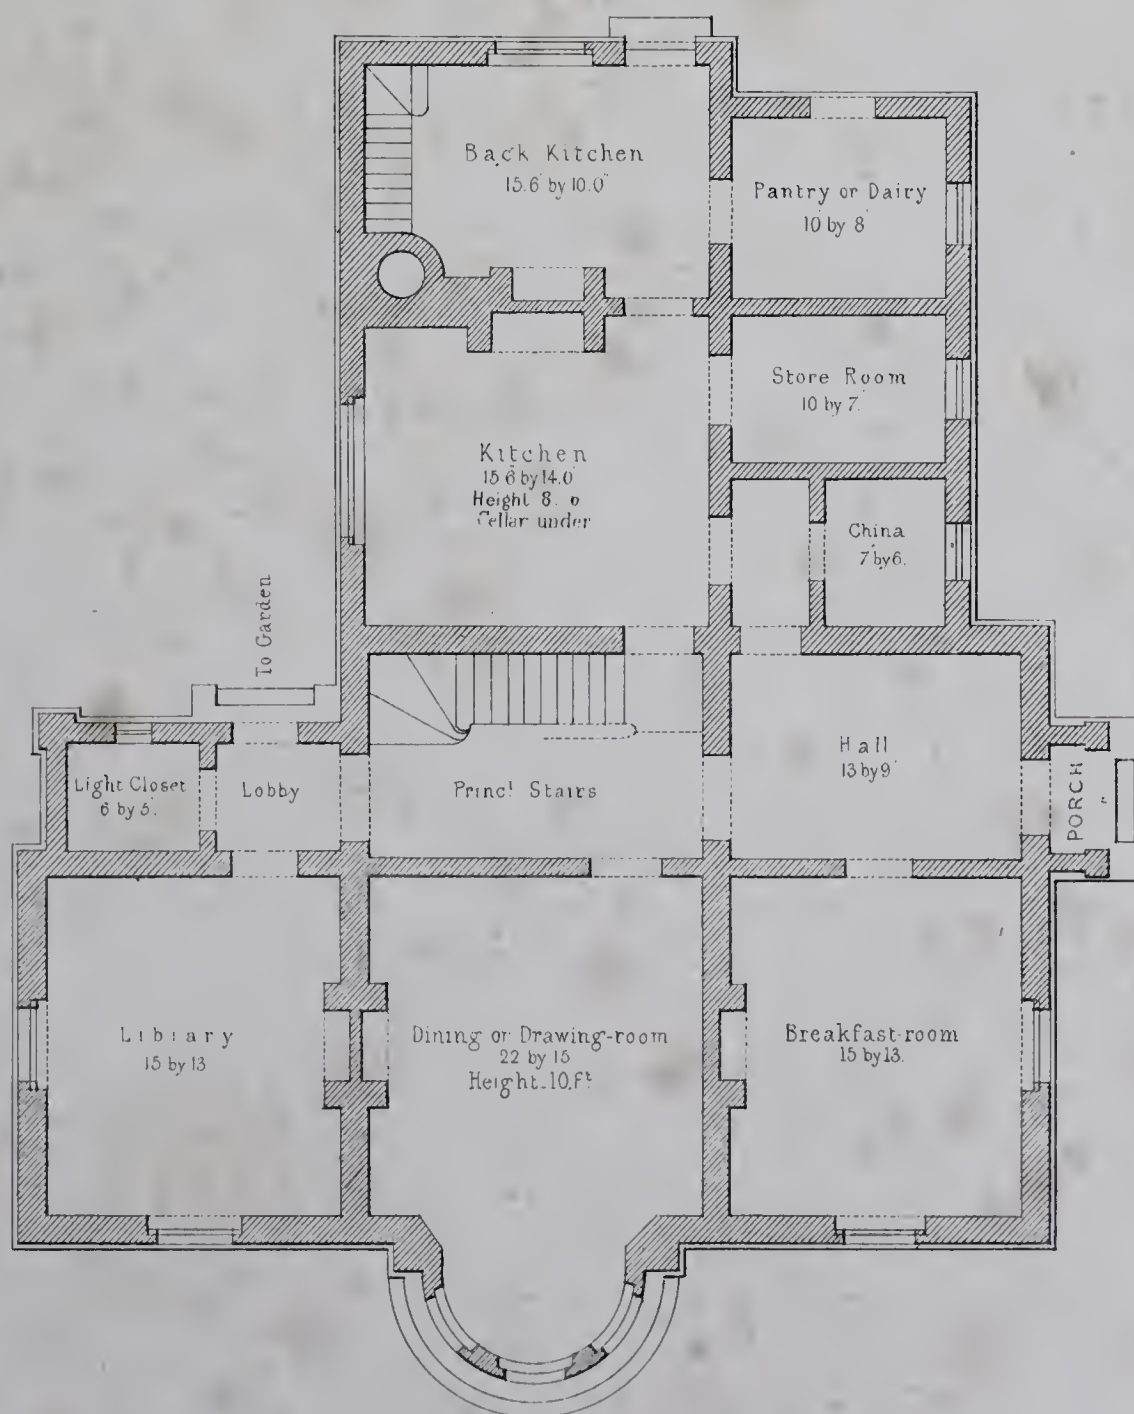 Back Kitchen
15.6 by 10.0
Pantry or Dairy
10 by 8
Store Room
10 by 7.
Kitchen
15 6 by 14.0
Height 8. 0
Cellar under
China
7 by 6.
To Garden
Hall
13 by 9
PORCH
Light Closet
6 by 5.
Lobby
Princl. Stairs
Library
15 by 13
Dining or Drawing-room
22 by 15
Height_10.Ft
Breakfast-room
15 by 13.